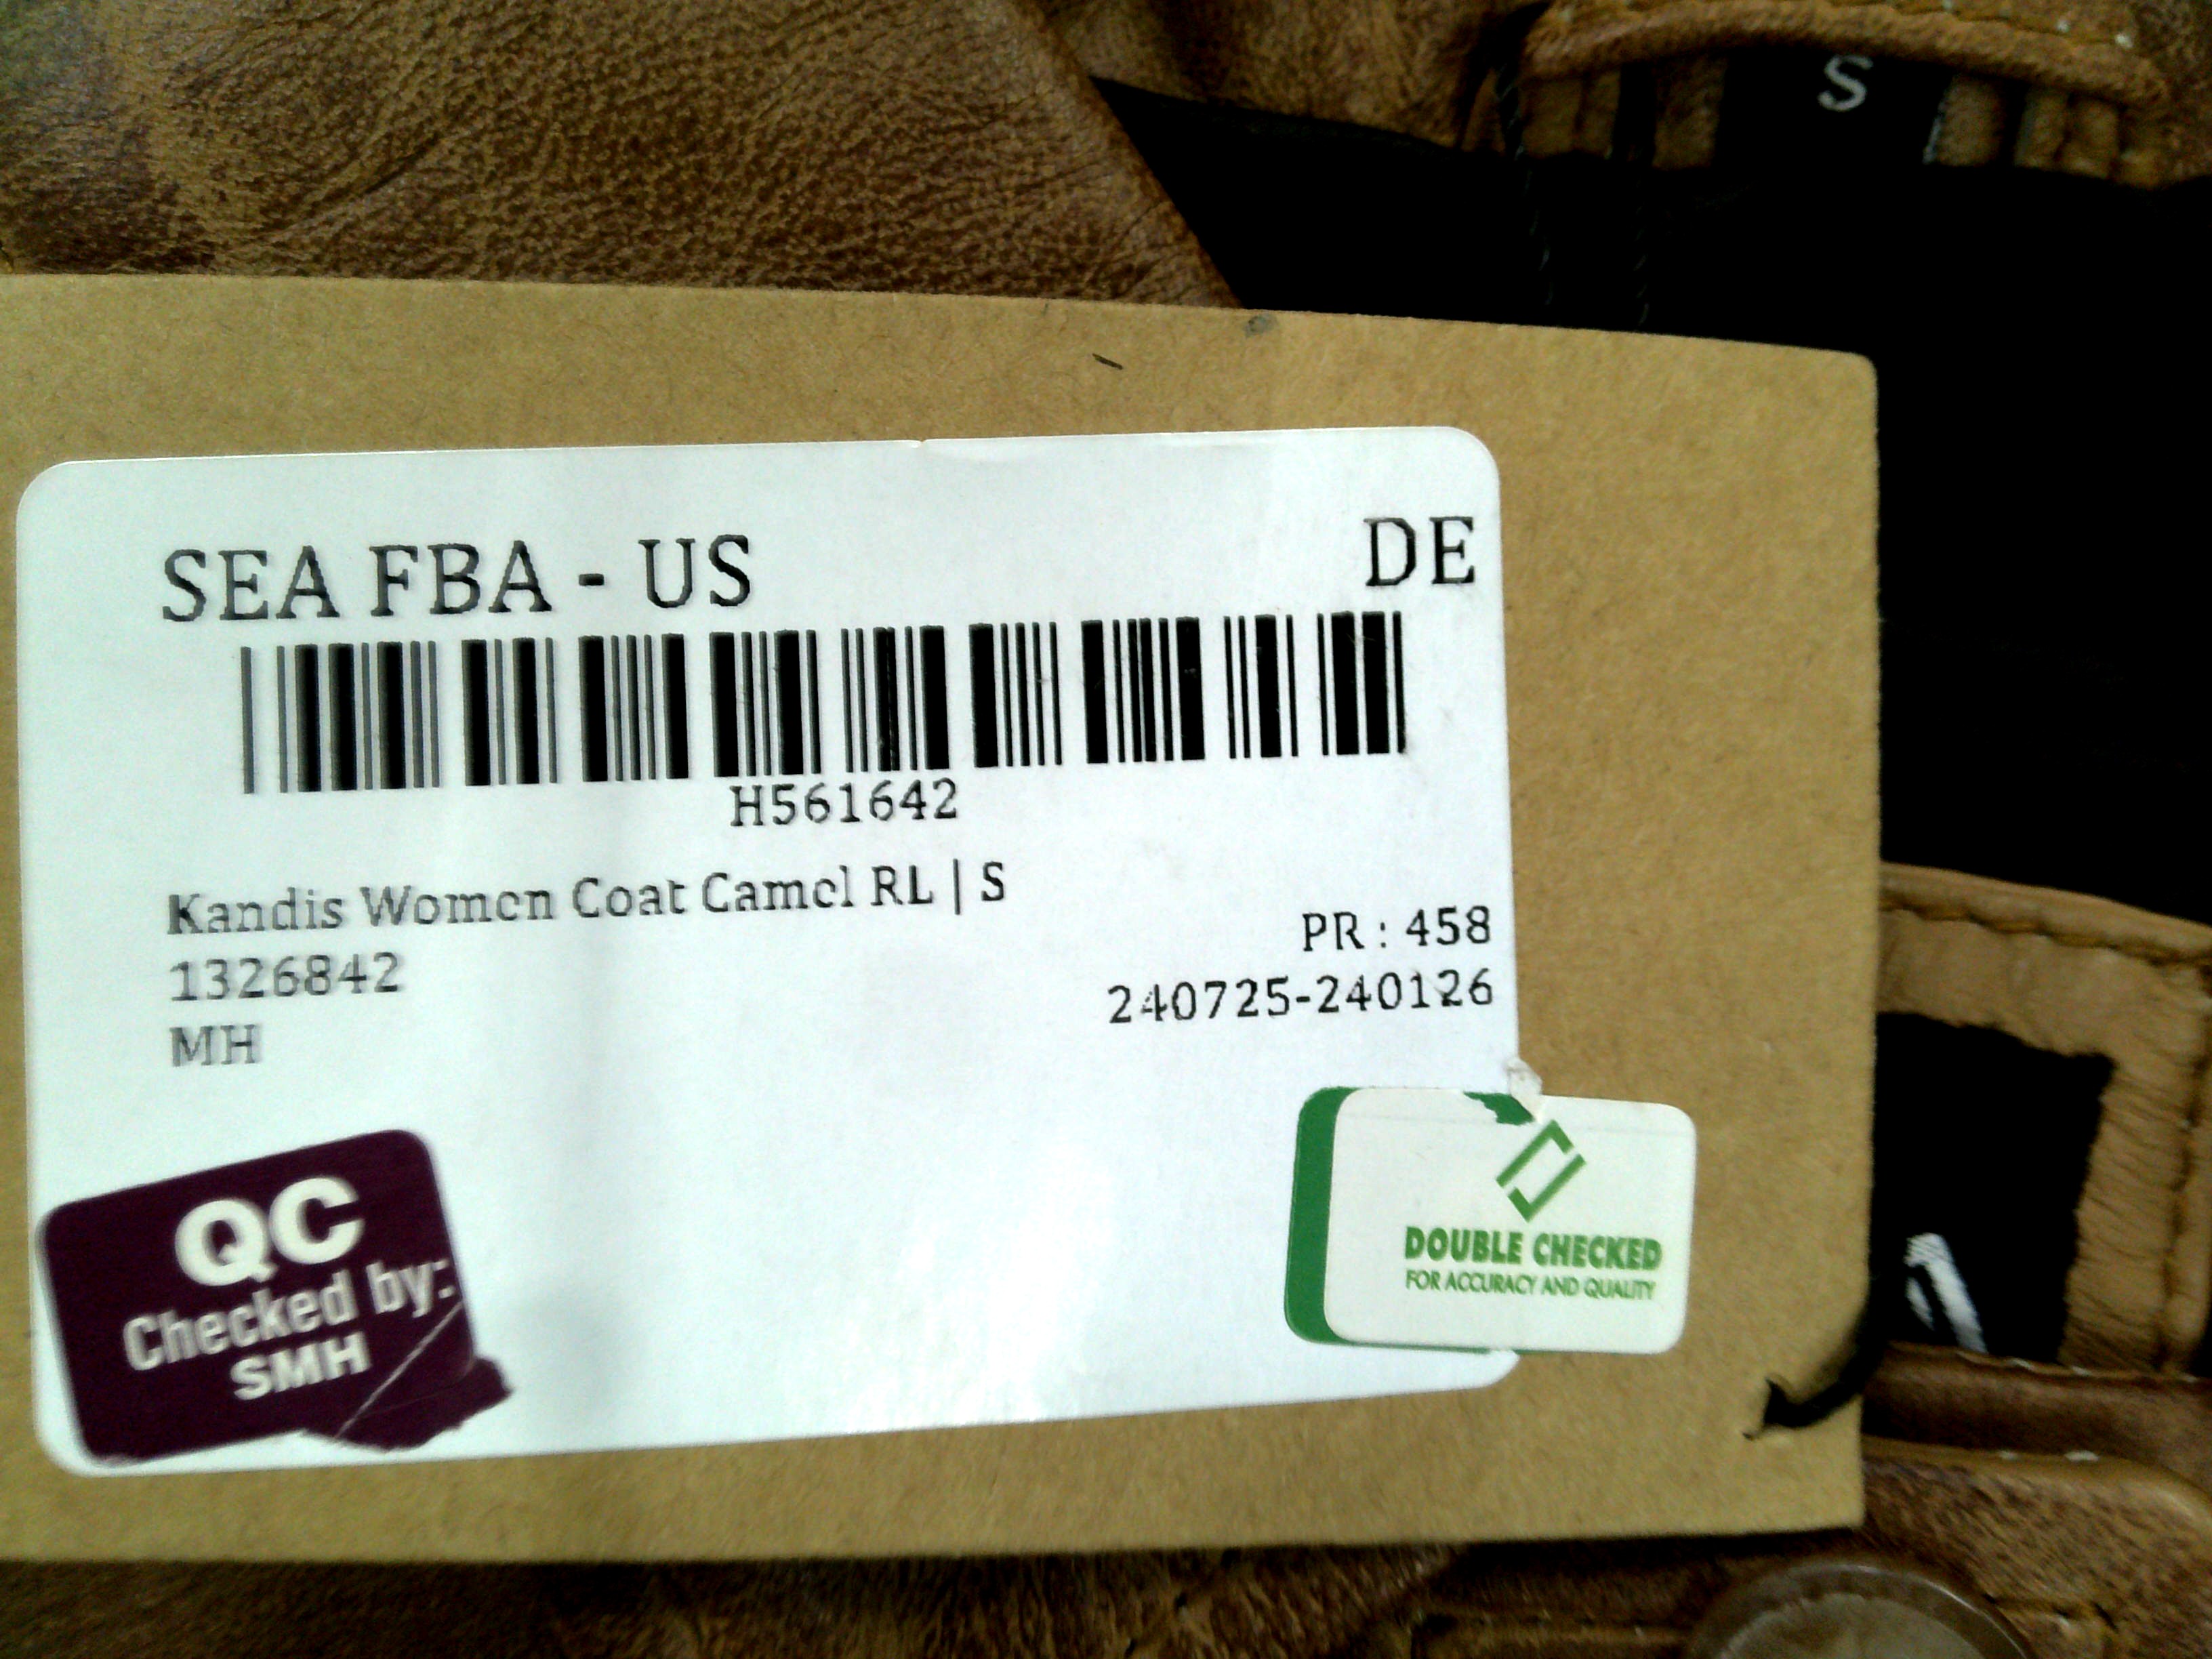 S
SEA FBA - US
DE
H561642
Kandis Women Coat Camel RL | S
PR : 458
1326842
240725-240126
MH
QC
Checked by:
SMH
DOUBLE CHECKED
FOR ACCURACY AND QUALITY